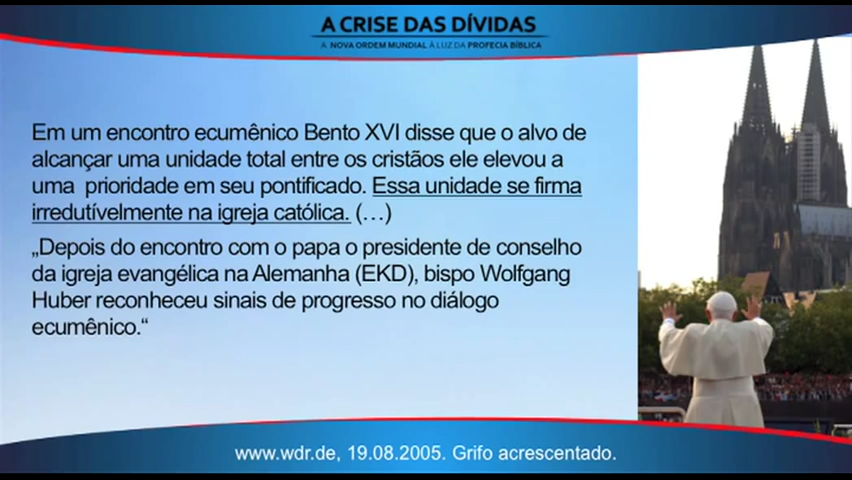 A CRISE DAS DÍVIDAS
A NOVA ORDEM MUNDIAL À LUZ DA PROFECIA BÍBLICA
Em um encontro ecumênico Bento XVI disse que o alvo de
alcançar uma unidade total entre os cristãos ele elevou a
uma prioridade em seu pontificado. Essa unidade se firma
irredutívelmente na igreja católica. (…)
„Depois do encontro com o papa o presidente de conselho
da igreja evangélica na Alemanha (EKD), bispo Wolfgang
Huber reconheceu sinais de progresso no diálogo
ecumênico.“
www.wdr.de, 19.08.2005. Grifo acrescentado.